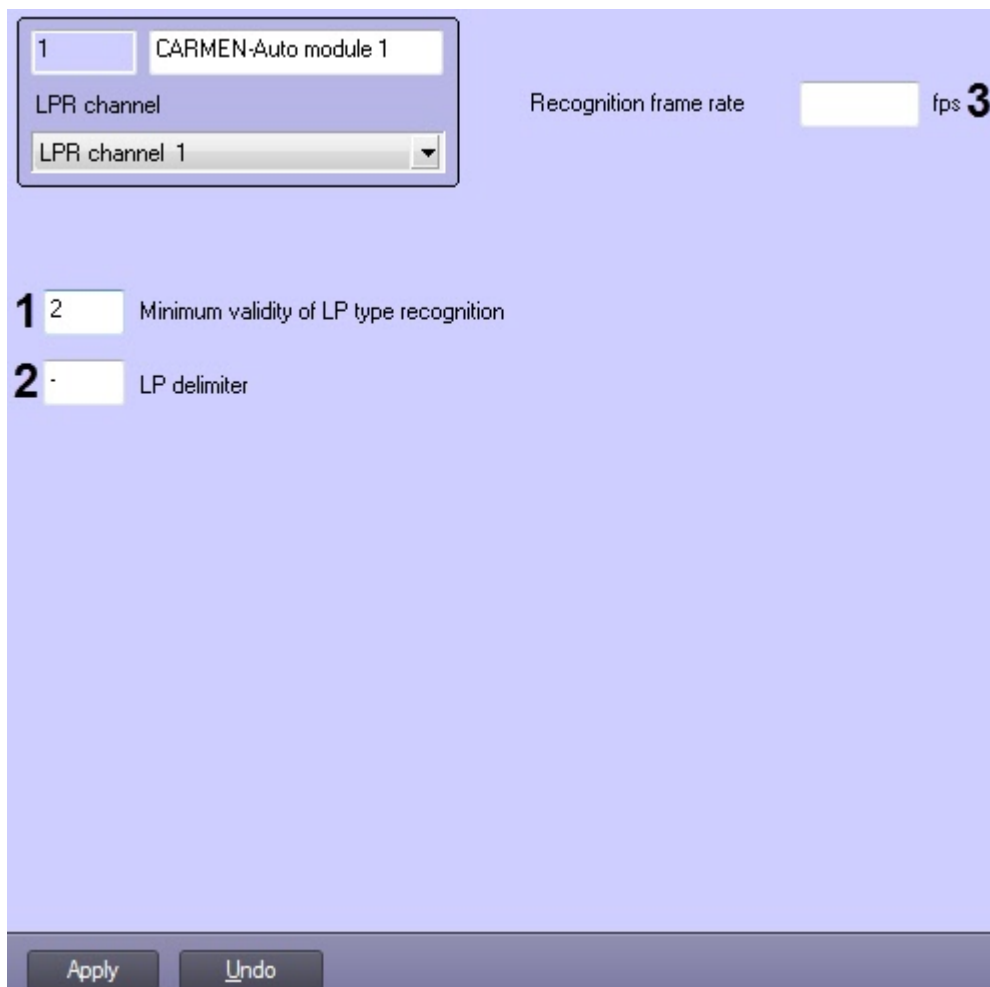 1 CARMEN-Auto module 1
LPR channel
LPR channel 1
Recognition frame rate fps 3
1 2 Minimum validity of LP type recognition
2 - LP delimiter
Apply Undo